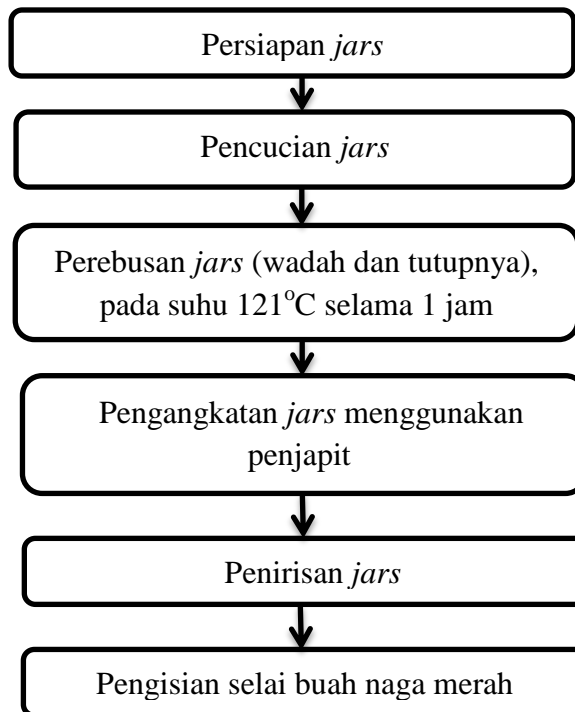 Persiapan jars
Pencucian jars
Perebusan jars (wadah dan tutupnya),
pada suhu 121°C selama 1 jam
Pengangkatan jars menggunakan
penjapit
Penirisan jars
Pengisian selai buah naga merah